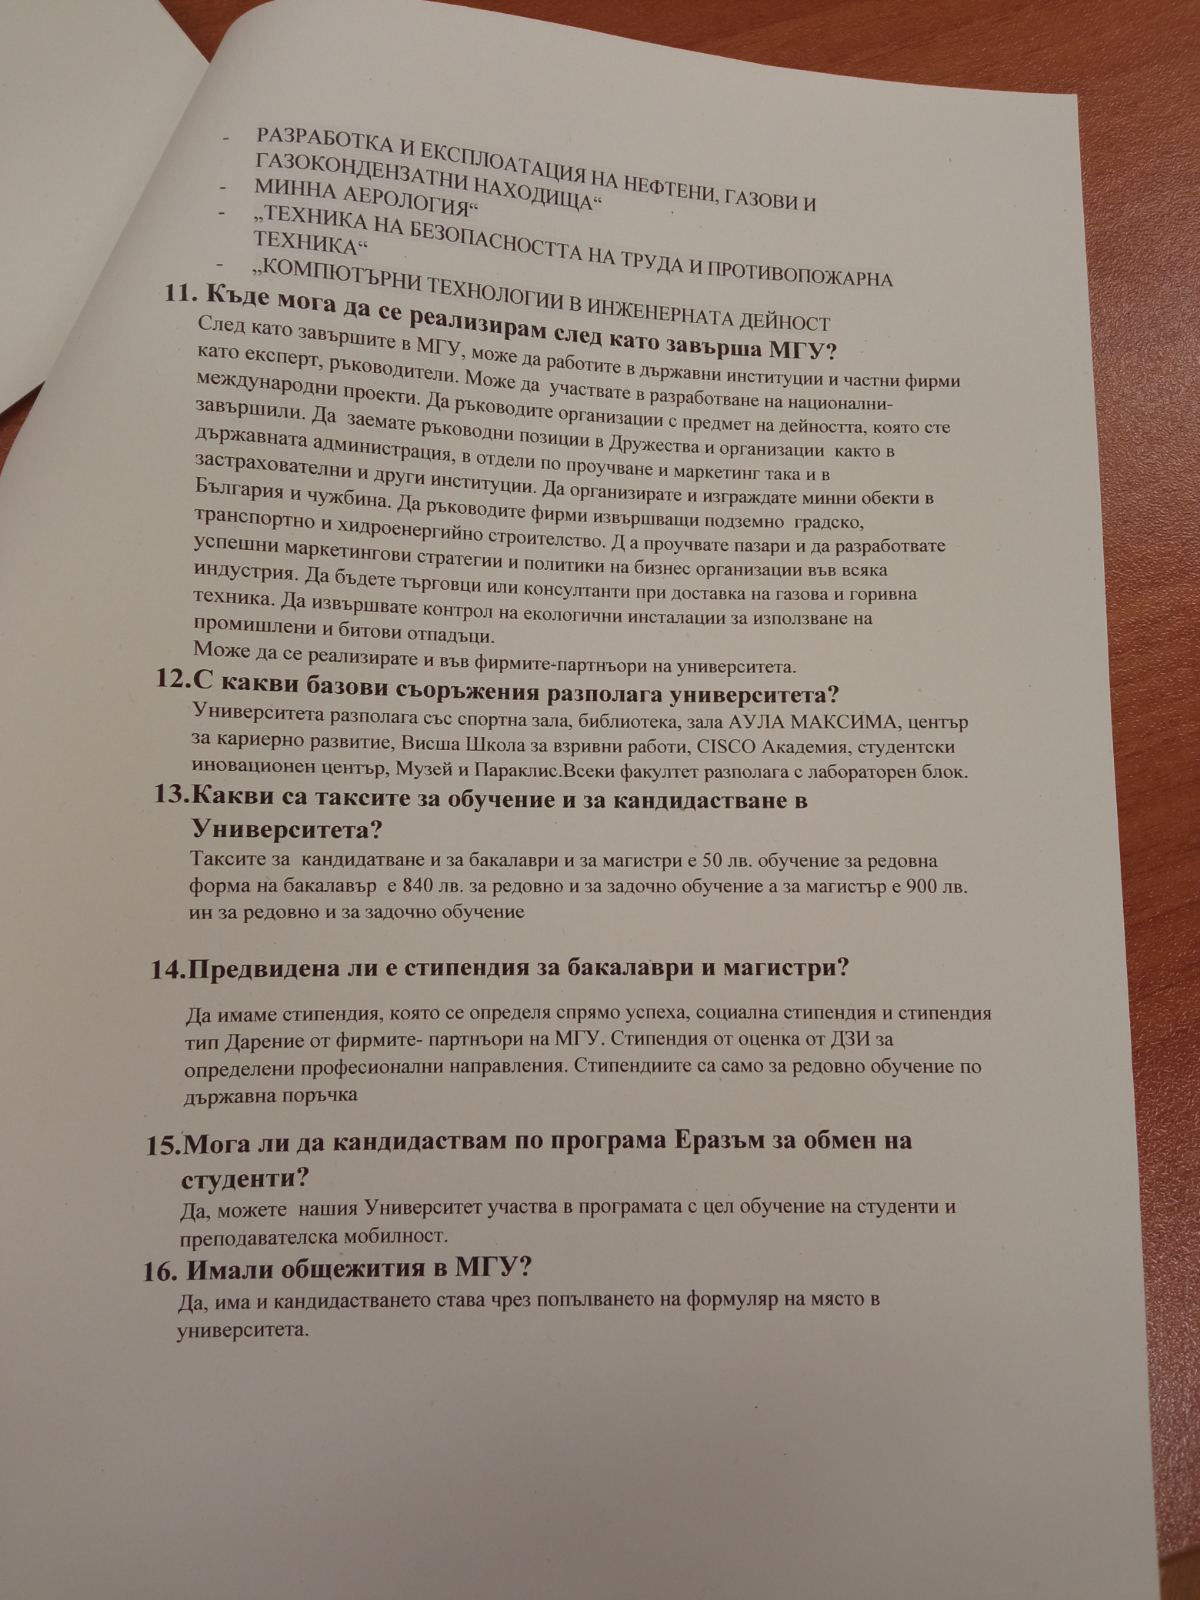 - РАЗРАБОТКА И ЕКСПЛОАТАЦИЯ НА НЕФТЕНИ, ГАЗОВИ И
ГАЗОКОНДЕНЗАТНИ НАХОДИЩА“
- МИННА АЕРОЛОГИЯ“
- „ТЕХНИКА НА БЕЗОПАСНОСТТА НА ТРУДА И ПРОТИВОПОЖАРНА
ТЕХНИКА“
- „КОМПЮТЪРНИ ТЕХНОЛОГИИ В ИНЖЕНЕРНАТА ДЕЙНОСТ
11. Къде мога да се реализирам след като завърша МГУ?
След като завършите в МГУ, може да работите в държавни институции и частни фирми
като експерт, ръководители. Може да участвате в разработване на национални-
международни проекти. Да ръководите организации с предмет на дейността, която сте
завършили. Да заемате ръководни позиции в Дружества и организации както в
държавната администрация, в отдели по проучване и маркетинг така и в
застрахователни и други институции. Да организирате и изграждате минни обекти в
България и чужбина. Да ръководите фирми извършващи подземно градско,
транспортно и хидроенергийно строителство. Д а проучвате пазари и да разработвате
успешни маркетингови стратегии и политики на бизнес организации във всяка
индустрия. Да бъдете търговци или консултанти при доставка на газова и горивна
техника. Да извършвате контрол на екологични инсталации за използване на
промишлени и битови отпадъци.
Може да се реализирате и във фирмите-партньори на университета.
12.С какви базови съоръжения разполага университета?
Университета разполага със спортна зала, библиотека, зала АУЛА МАКСИМА, център
за кариерно развитие, Висша Школа за взривни работи, CISCO Академия, студентски
иновационен център, Музей и Параклис.Всеки факултет разполага с лабораторен блок.
13.Какви са таксите за обучение и за кандидастване в
Университета?
Таксите за кандидатване и за бакалаври и за магистри е 50 лв. обучение за редовна
форма на бакалавър е 840 лв. за редовно и за задочно обучение а за магистър е 900 лв.
ин за редовно и за задочно обучение
14.Предвидена ли е стипендия за бакалаври и магистри?
Да имаме стипендия, която се определя спрямо успеха, социална стипендия и стипендия
тип Дарение от фирмите- партньори на МГУ. Стипендия от оценка от ДЗИ за
определени професионални направления. Стипендиите са само за редовно обучение по
държавна поръчка
15.Мога ли да кандидаствам по програма Еразъм за обмен на
студенти?
Да, можете нашия Университет участва в програмата с цел обучение на студенти и
преподавателска мобилност.
16. Имали общежития в МГУ?
Да, има и кандидастването става чрез попълването на формуляр на място в
университета.